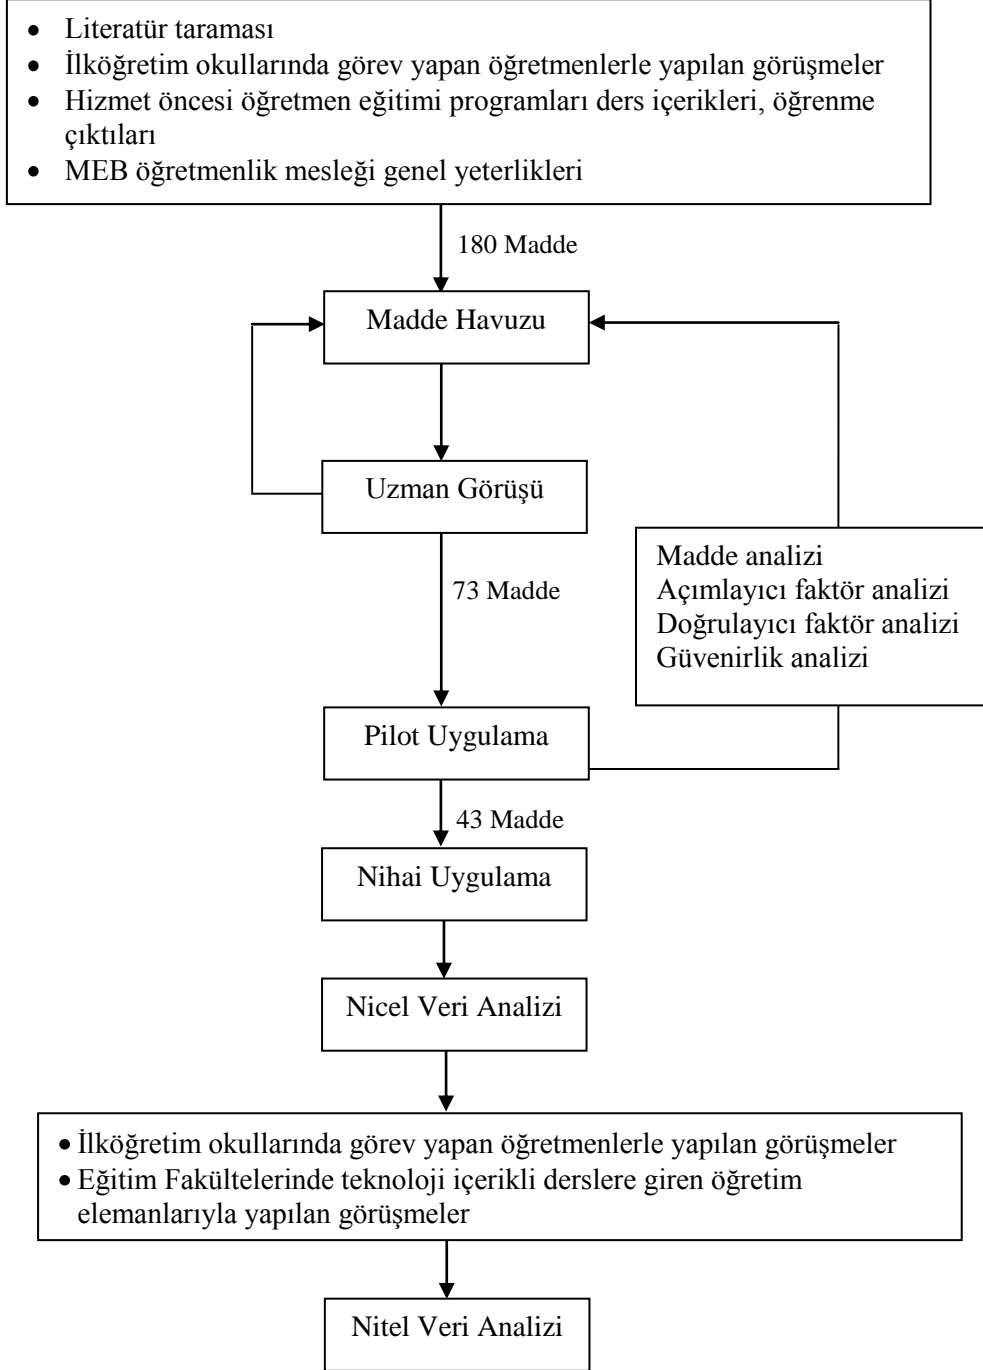 • Literatür taraması
• İlköğretim okullarında görev yapan öğretmenlerle yapılan görüşmeler
• Hizmet öncesi öğretmen eğitimi programları ders içerikleri, öğrenme
çıktıları
• MEB öğretmenlik mesleği genel yeterlikleri
180 Madde
Madde Havuzu
Uzman Görüşü
73 Madde
Madde analizi
Açımlayıcı faktör analizi
Doğrulayıcı faktör analizi
Güvenirlik analizi
Pilot Uygulama
43 Madde
Nihai Uygulama
Nicel Veri Analizi
• İlköğretim okullarında görev yapan öğretmenlerle yapılan görüşmeler
• Eğitim Fakültelerinde teknoloji içerikli derslere giren öğretim
elemanlarıyla yapılan görüşmeler
Nitel Veri Analizi